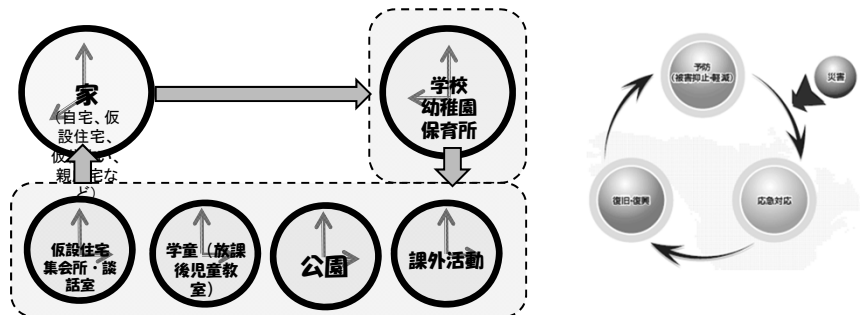 家
（自宅、仮
設住宅、
親
宅な
ど）
学校
幼稚園
保育所
仮設住宅
集会所・談
話室
学童（放課
後児童教
室）
公園
課外活動
予防
（被害抑止・軽減）
災害
復旧・復興
応急対応